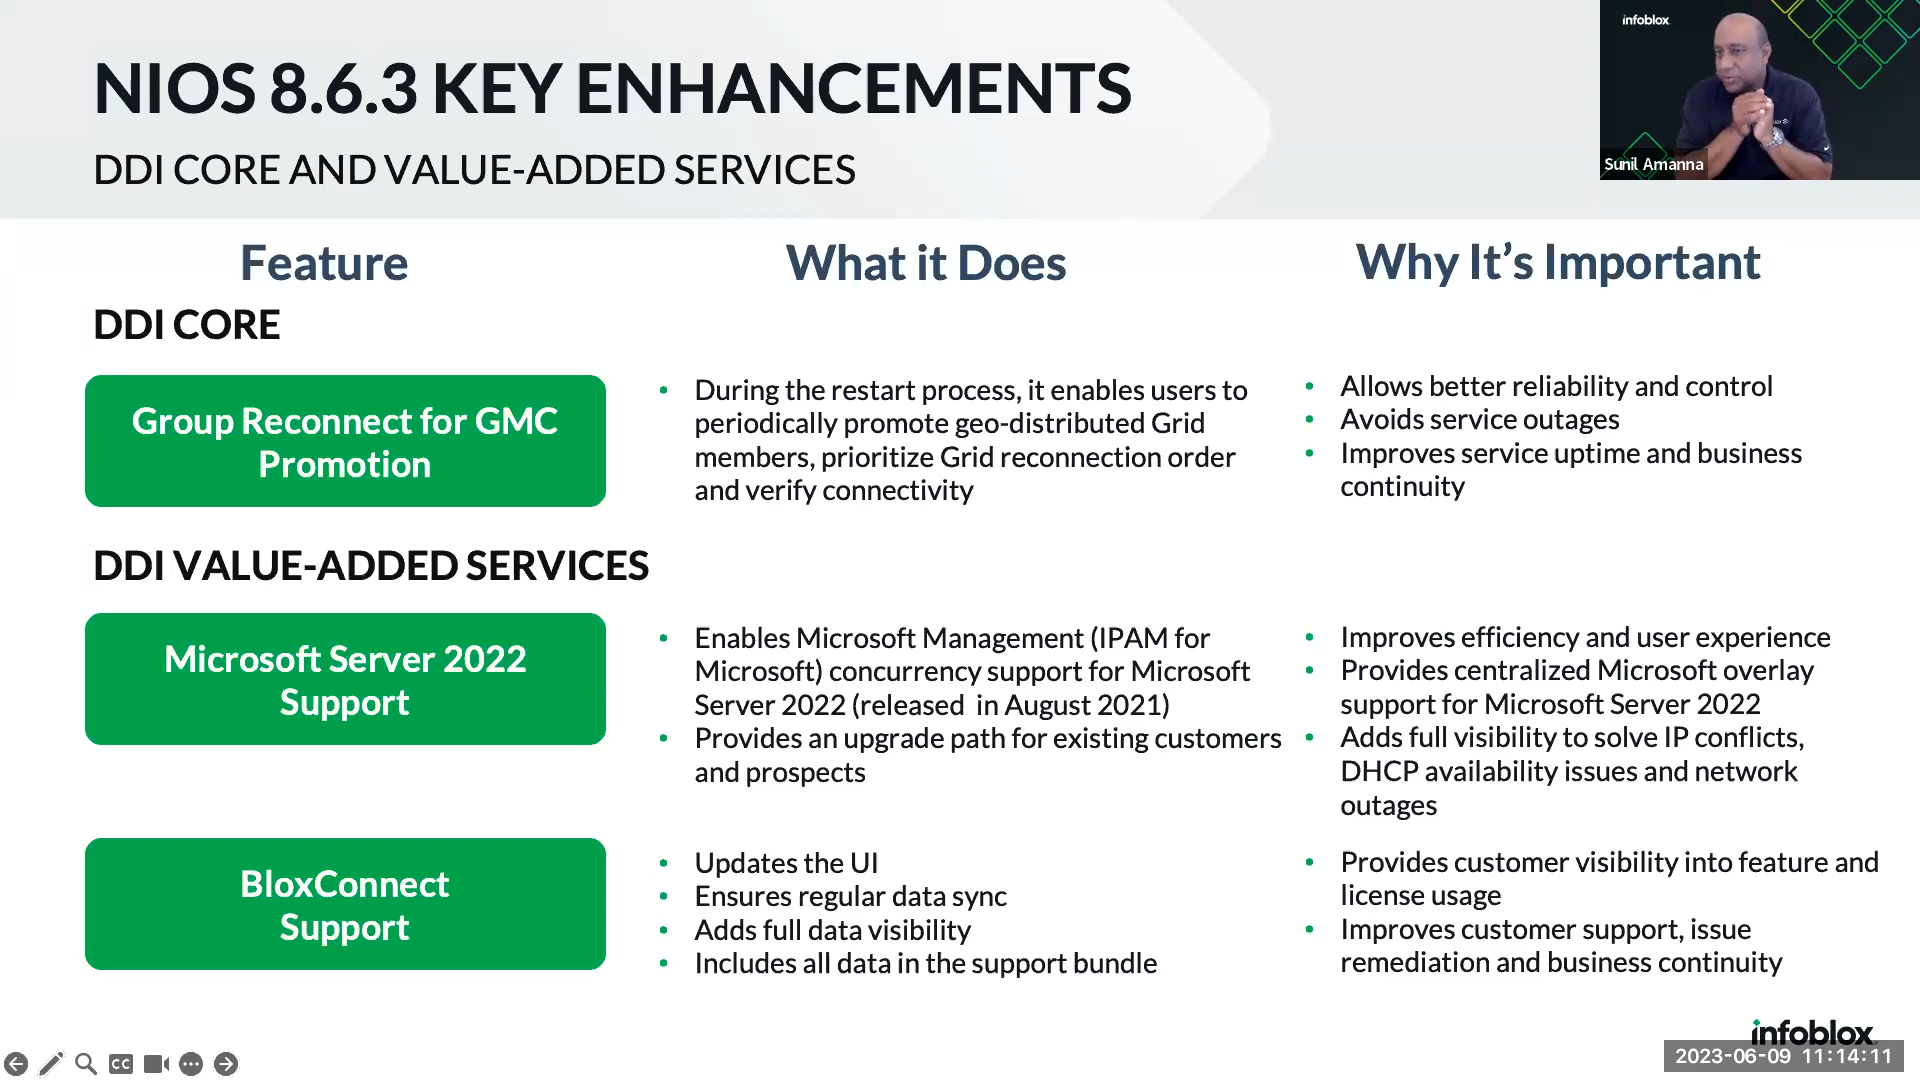 NIOS 8.6.3 KEY ENHANCEMENTS
DDI CORE AND VALUE-ADDED SERVICES
infoblox
Sunil Amanna
Feature
What it Does
Why It's Important
DDI CORE
Group Reconnect for GMC
Promotion
• During the restart process, it enables users to
periodically promote geo-distributed Grid
members, prioritize Grid reconnection order
and verify connectivity
• Allows better reliability and control
• Avoids service outages
• Improves service uptime and business
continuity
DDI VALUE-ADDED SERVICES
Microsoft Server 2022
Support
• Enables Microsoft Management (IPAM for
Microsoft) concurrency support for Microsoft
Server 2022 (released  in August 2021)
• Provides an upgrade path for existing customers
and prospects
• Improves efficiency and user experience
• Provides centralized Microsoft overlay
support for Microsoft Server 2022
• Adds full visibility to solve IP conflicts,
DHCP availability issues and network
outages
BloxConnect
Support
• Updates the UI
• Ensures regular data sync
• Adds full data visibility
• Includes all data in the support bundle
• Provides customer visibility into feature and
license usage
• Improves customer support, issue
remediation and business continuity
infoblox
CC
2023-06-09 11:14:11